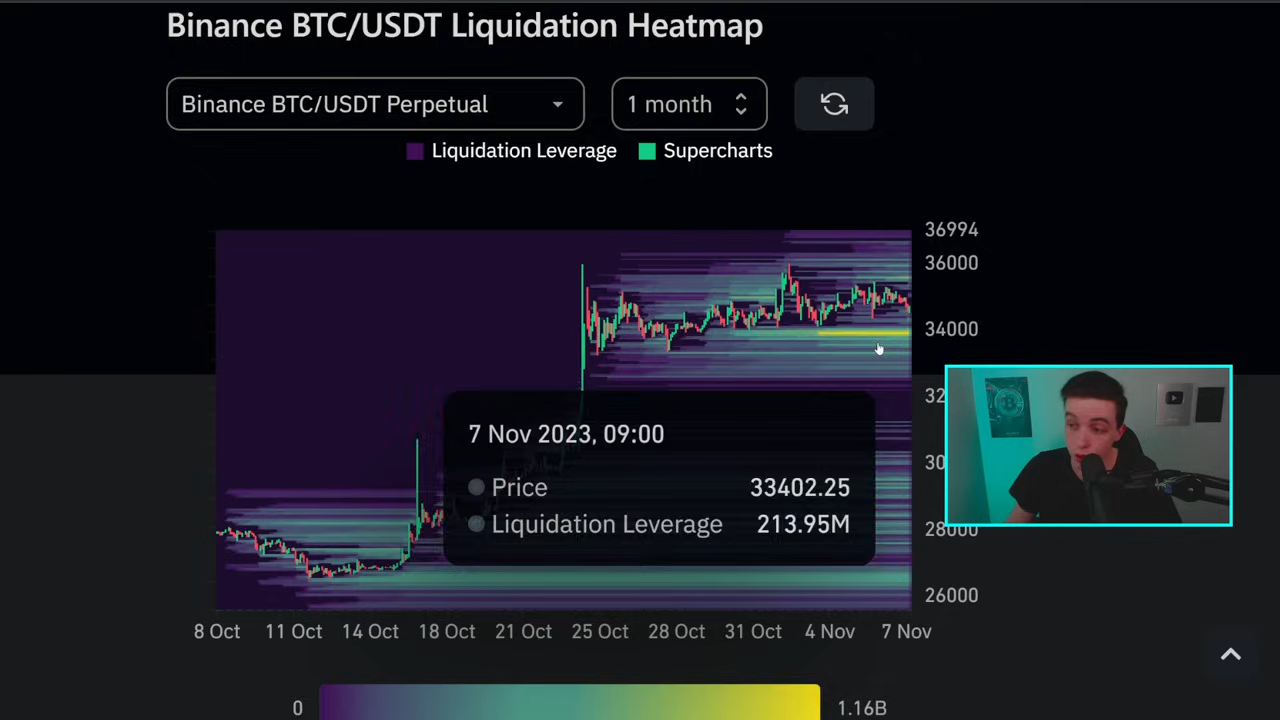 Binance BTC/USDT Liquidation Heatmap
Binance BTC/USDT Perpetual
1 month
Liquidation Leverage
Supercharts
36994
36000
34000
32
30
28000
26000
7 Nov 2023, 09:00
Price 33402.25
Liquidation Leverage 213.95M
8 Oct 11 Oct 14 Oct 18 Oct 21 Oct 25 Oct 28 Oct 31 Oct 4 Nov 7 Nov
0 1.16B